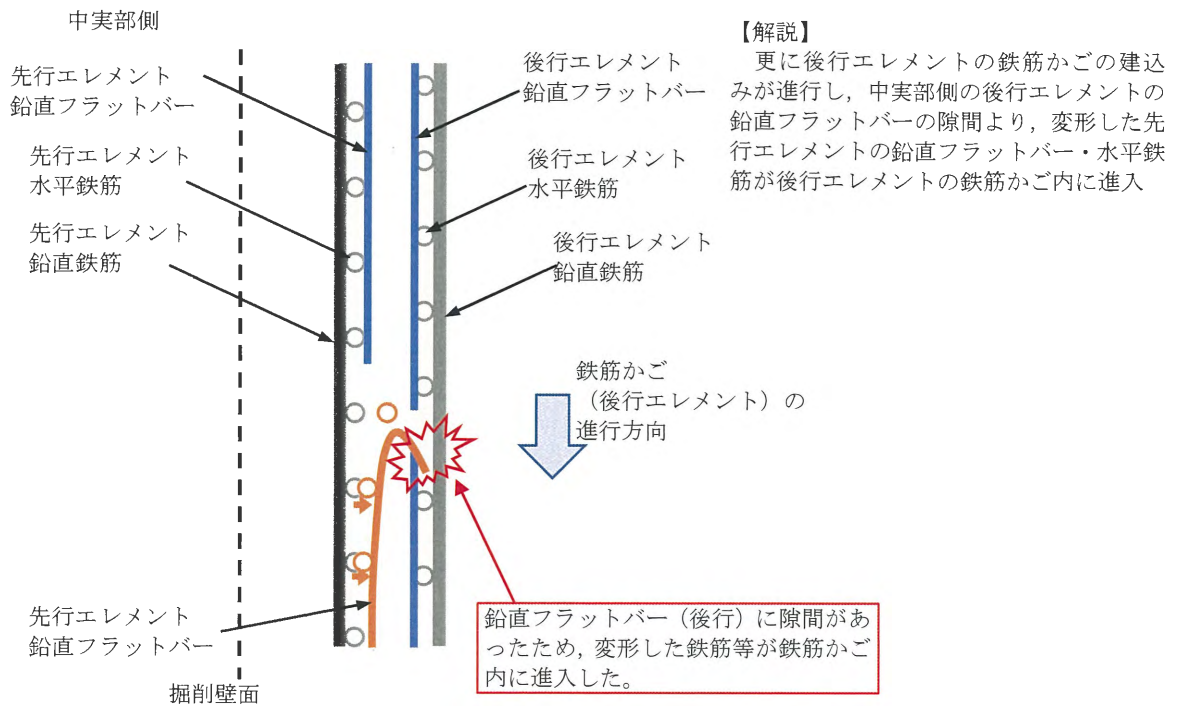 中実部側
先行エレメント
鉛直フラットバー
先行エレメント
水平鉄筋
先行エレメント
鉛直鉄筋
先行エレメント
鉛直フラットバー
掘削壁面
後行エレメント
鉛直フラットバー
後行エレメント
水平鉄筋
後行エレメント
鉛直鉄筋
鉄筋かご
（後行エレメント）の
進行方向
鉛直フラットバー（後行）に隙間があ
ったため，変形した鉄筋等が鉄筋かご
内に進入した。
【解説】
更に後行エレメントの鉄筋かごの建込
みが進行し，中実部側の後行エレメントの
鉛直フラットバーの隙間より，変形した先
行エレメントの鉛直フラットバー・水平鉄
筋が後行エレメントの鉄筋かご内に進入